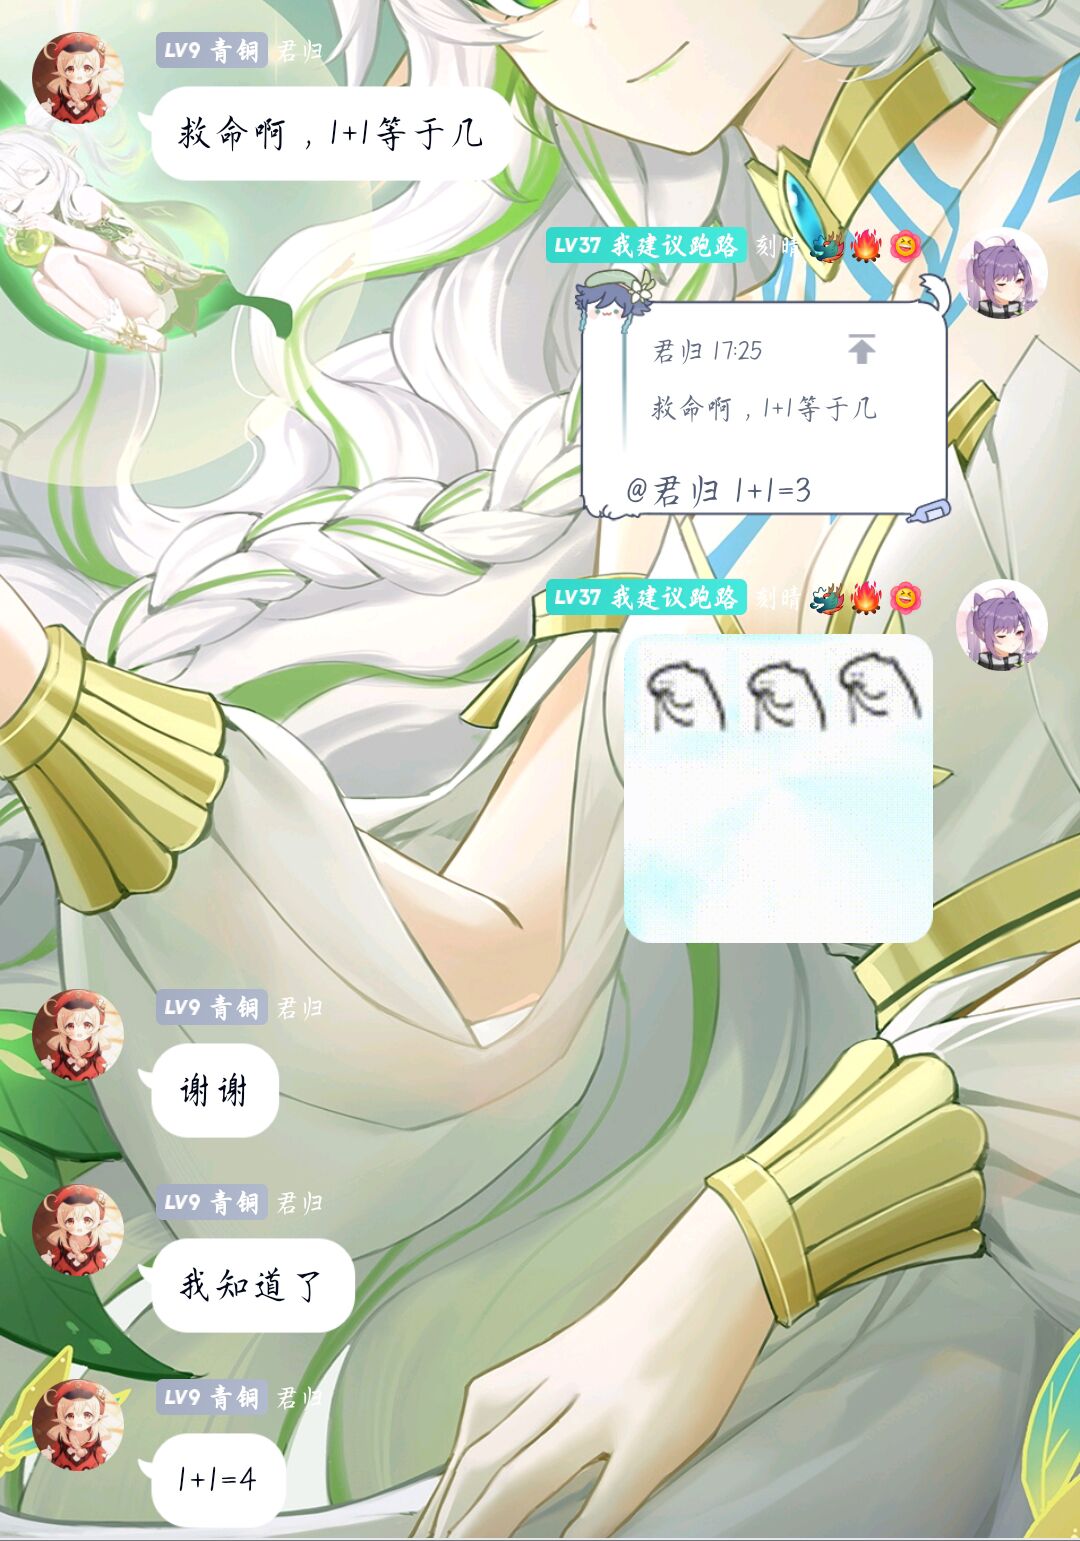 LV9 青铜 君归
救命啊，1+1等于几
LV37 我建议跑路 刻晴
君归 17:25
救命啊，1+1等于几
@君归 1+1=3
LV37 我建议跑路 刻晴
LV9 青铜 君归
谢谢
LV9 青铜 君归
我知道了
LV9 青铜 君归
1+1=4